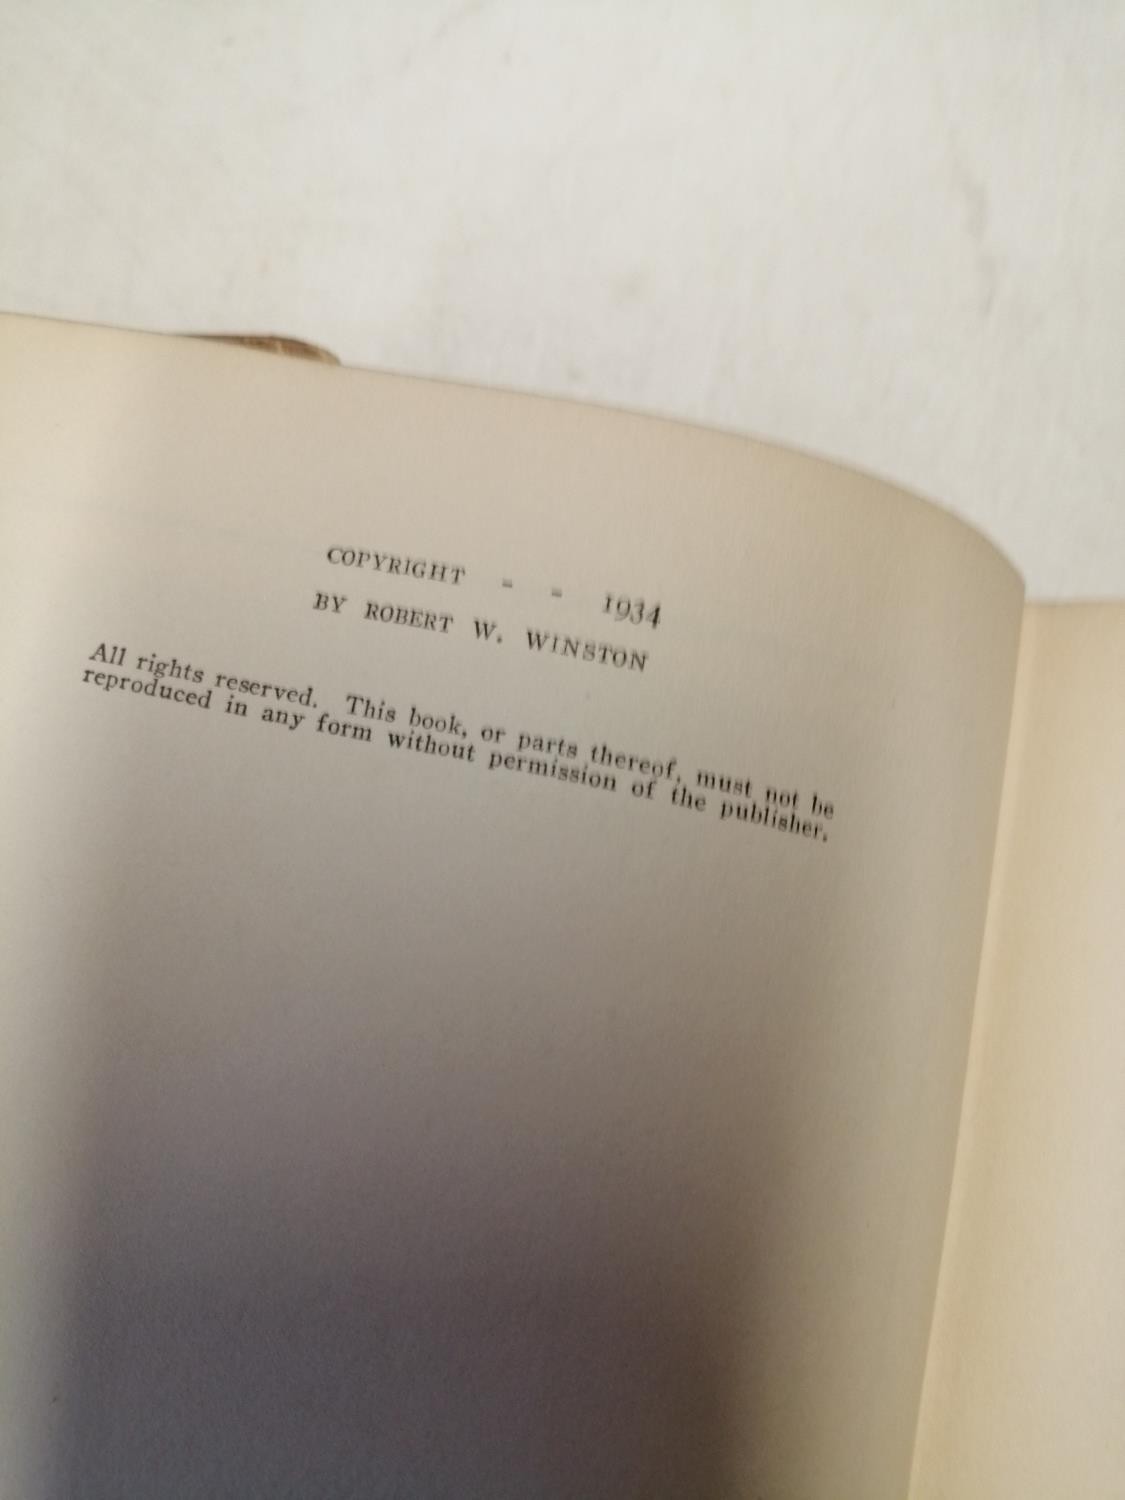 COPYRIGHT - - 1934
BY ROBERT W. WINSTON
All rights reserved. This book, or parts thereof, must not be
reproduced in any form without permission of the publisher.